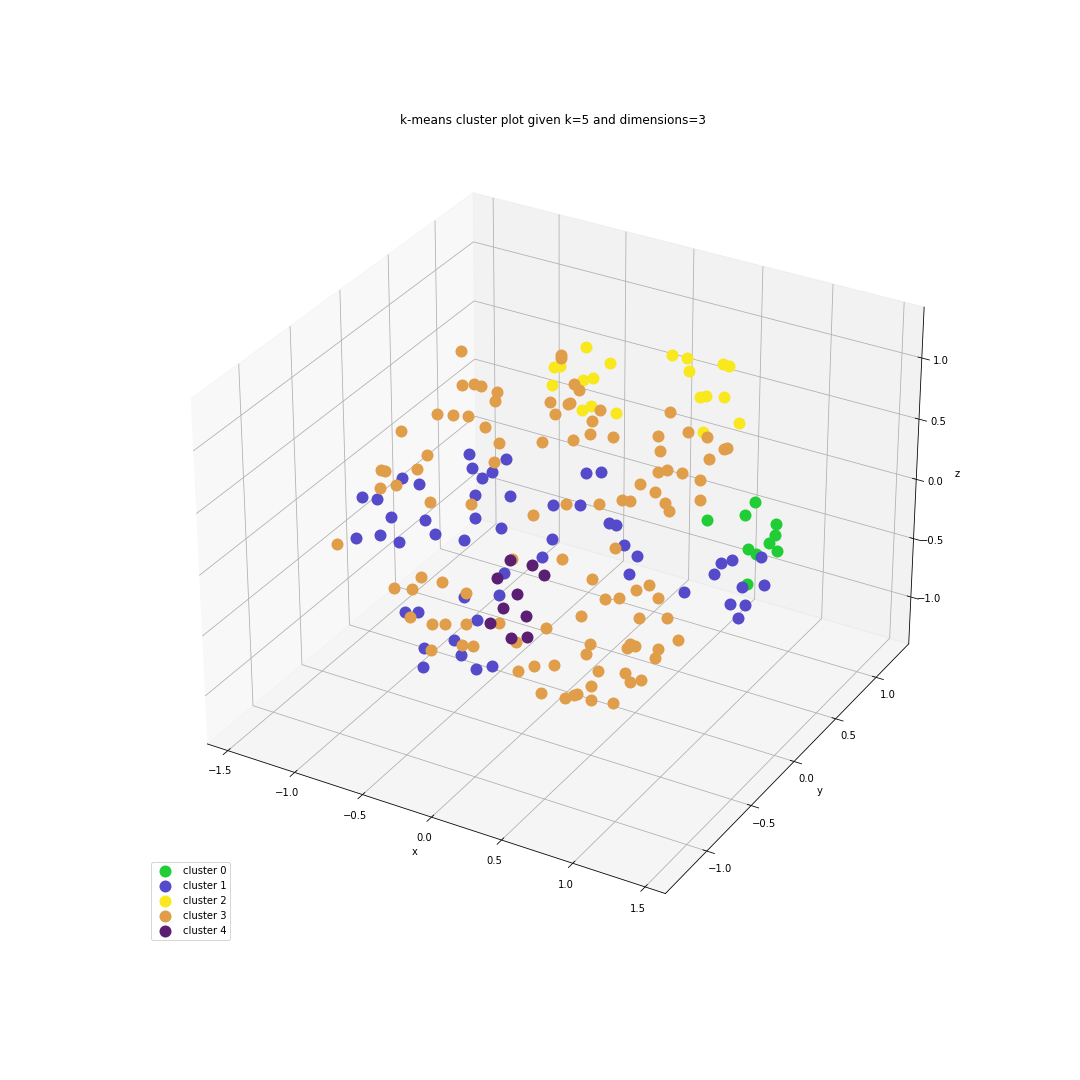 k-means cluster plot given k=5 and dimensions=3
1.0
0.5
0.0
−0.5
−1.0
z
1.0
0.5
0.0
−0.5
−1.0
y
−1.5
−1.0
−0.5
0.0
0.5
1.0
1.5
x
cluster 0
cluster 1
cluster 2
cluster 3
cluster 4